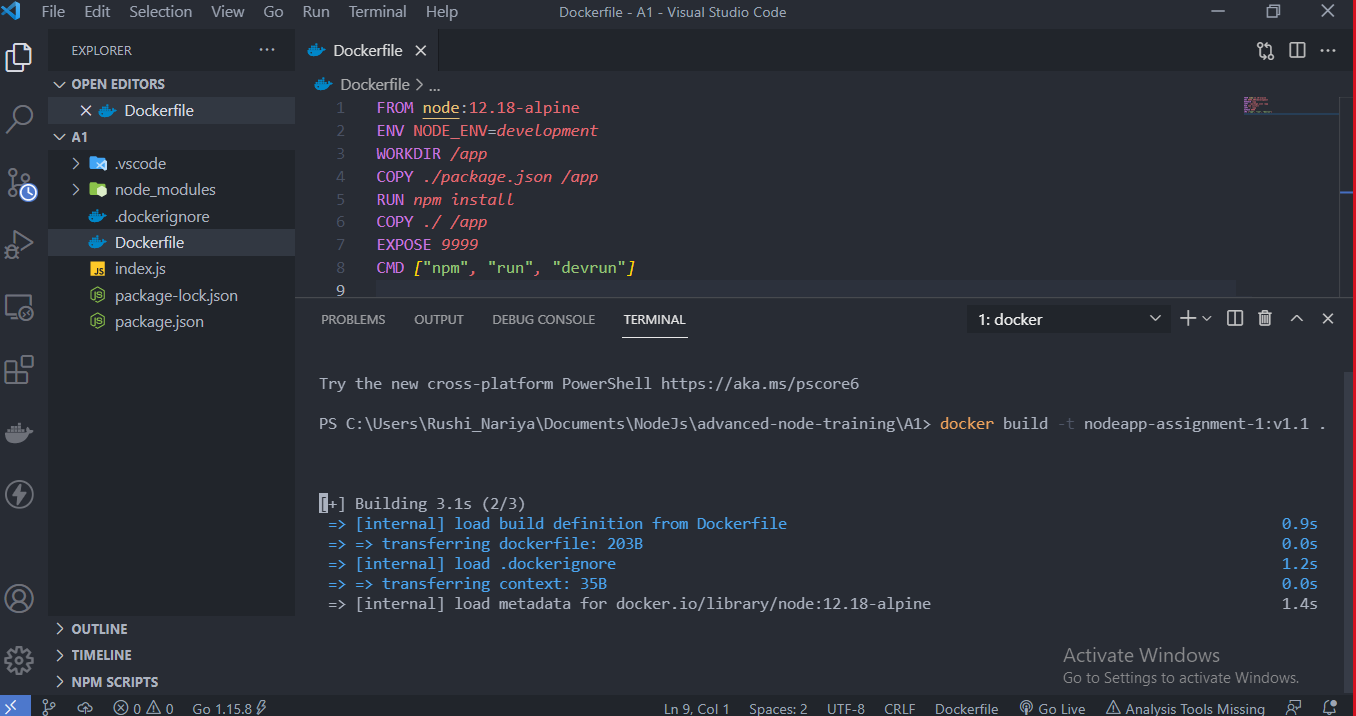 File Edit Selection View Go Run Terminal Help Dockerfile - A1 - Visual Studio Code
EXPLORER ···
OPEN EDITORS
Dockerfile
A1
.vscode
node_modules
.dockerignore
Dockerfile
index.js
package-lock.json
package.json
OUTLINE
TIMELINE
NPM SCRIPTS
Dockerfile
Dockerfile > ...
1 FROM node:12.18-alpine
2 ENV NODE_ENV=development
3 WORKDIR /app
4 COPY ./package.json /app
5 RUN npm install
6 COPY ./ /app
7 EXPOSE 9999
8 CMD ["npm", "run", "devrun"]
9
PROBLEMS OUTPUT DEBUG CONSOLE TERMINAL 1: docker
Try the new cross-platform PowerShell https://aka.ms/pscore6
PS C:\Users\Rushi_Nariya\Documents\NodeJs\advanced-node-training\A1> docker build -t nodeapp-assignment-1:v1.1 .
[+] Building 3.1s (2/3)
=> [internal] load build definition from Dockerfile 0.9s
=> => transferring dockerfile: 203B 0.0s
=> [internal] load .dockerignore 1.2s
=> => transferring context: 35B 0.0s
=> [internal] load metadata for docker.io/library/node:12.18-alpine 1.4s
Activate Windows
Go to Settings to activate Windows.
0 0 Go 1.15.8 Ln 9, Col 1 Spaces: 2 UTF-8 CRLF Dockerfile Go Live Analysis Tools Missing